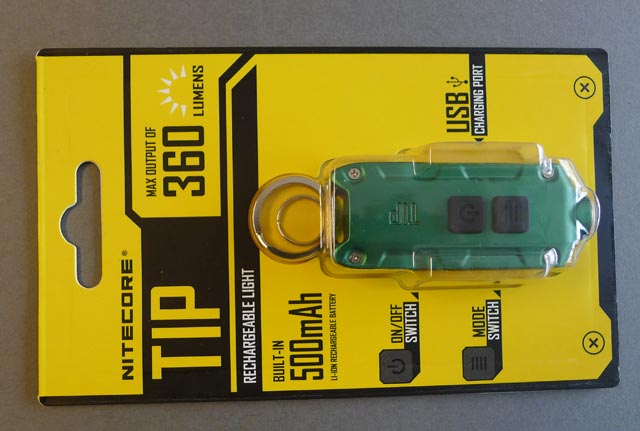 NITECORE®
TIP
MAX OUTPUT OF
360
LUMENS
RECHARGEABLE LIGHT
BUILT-IN
500mAh
LI-ION RECHARGEABLE BATTERY
USB
CHARGING PORT
TIP
ON/OFF
SWITCH
MODE
SWITCH